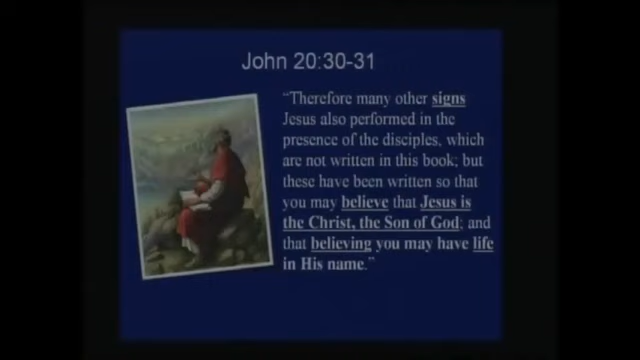 John 20:30-31
“Therefore many other signs
Jesus also performed in the
presence of the disciples, which
are not written in this book; but
these have been written so that
you may believe that Jesus is
the Christ, the Son of God; and
that believing you may have life
in His name.”